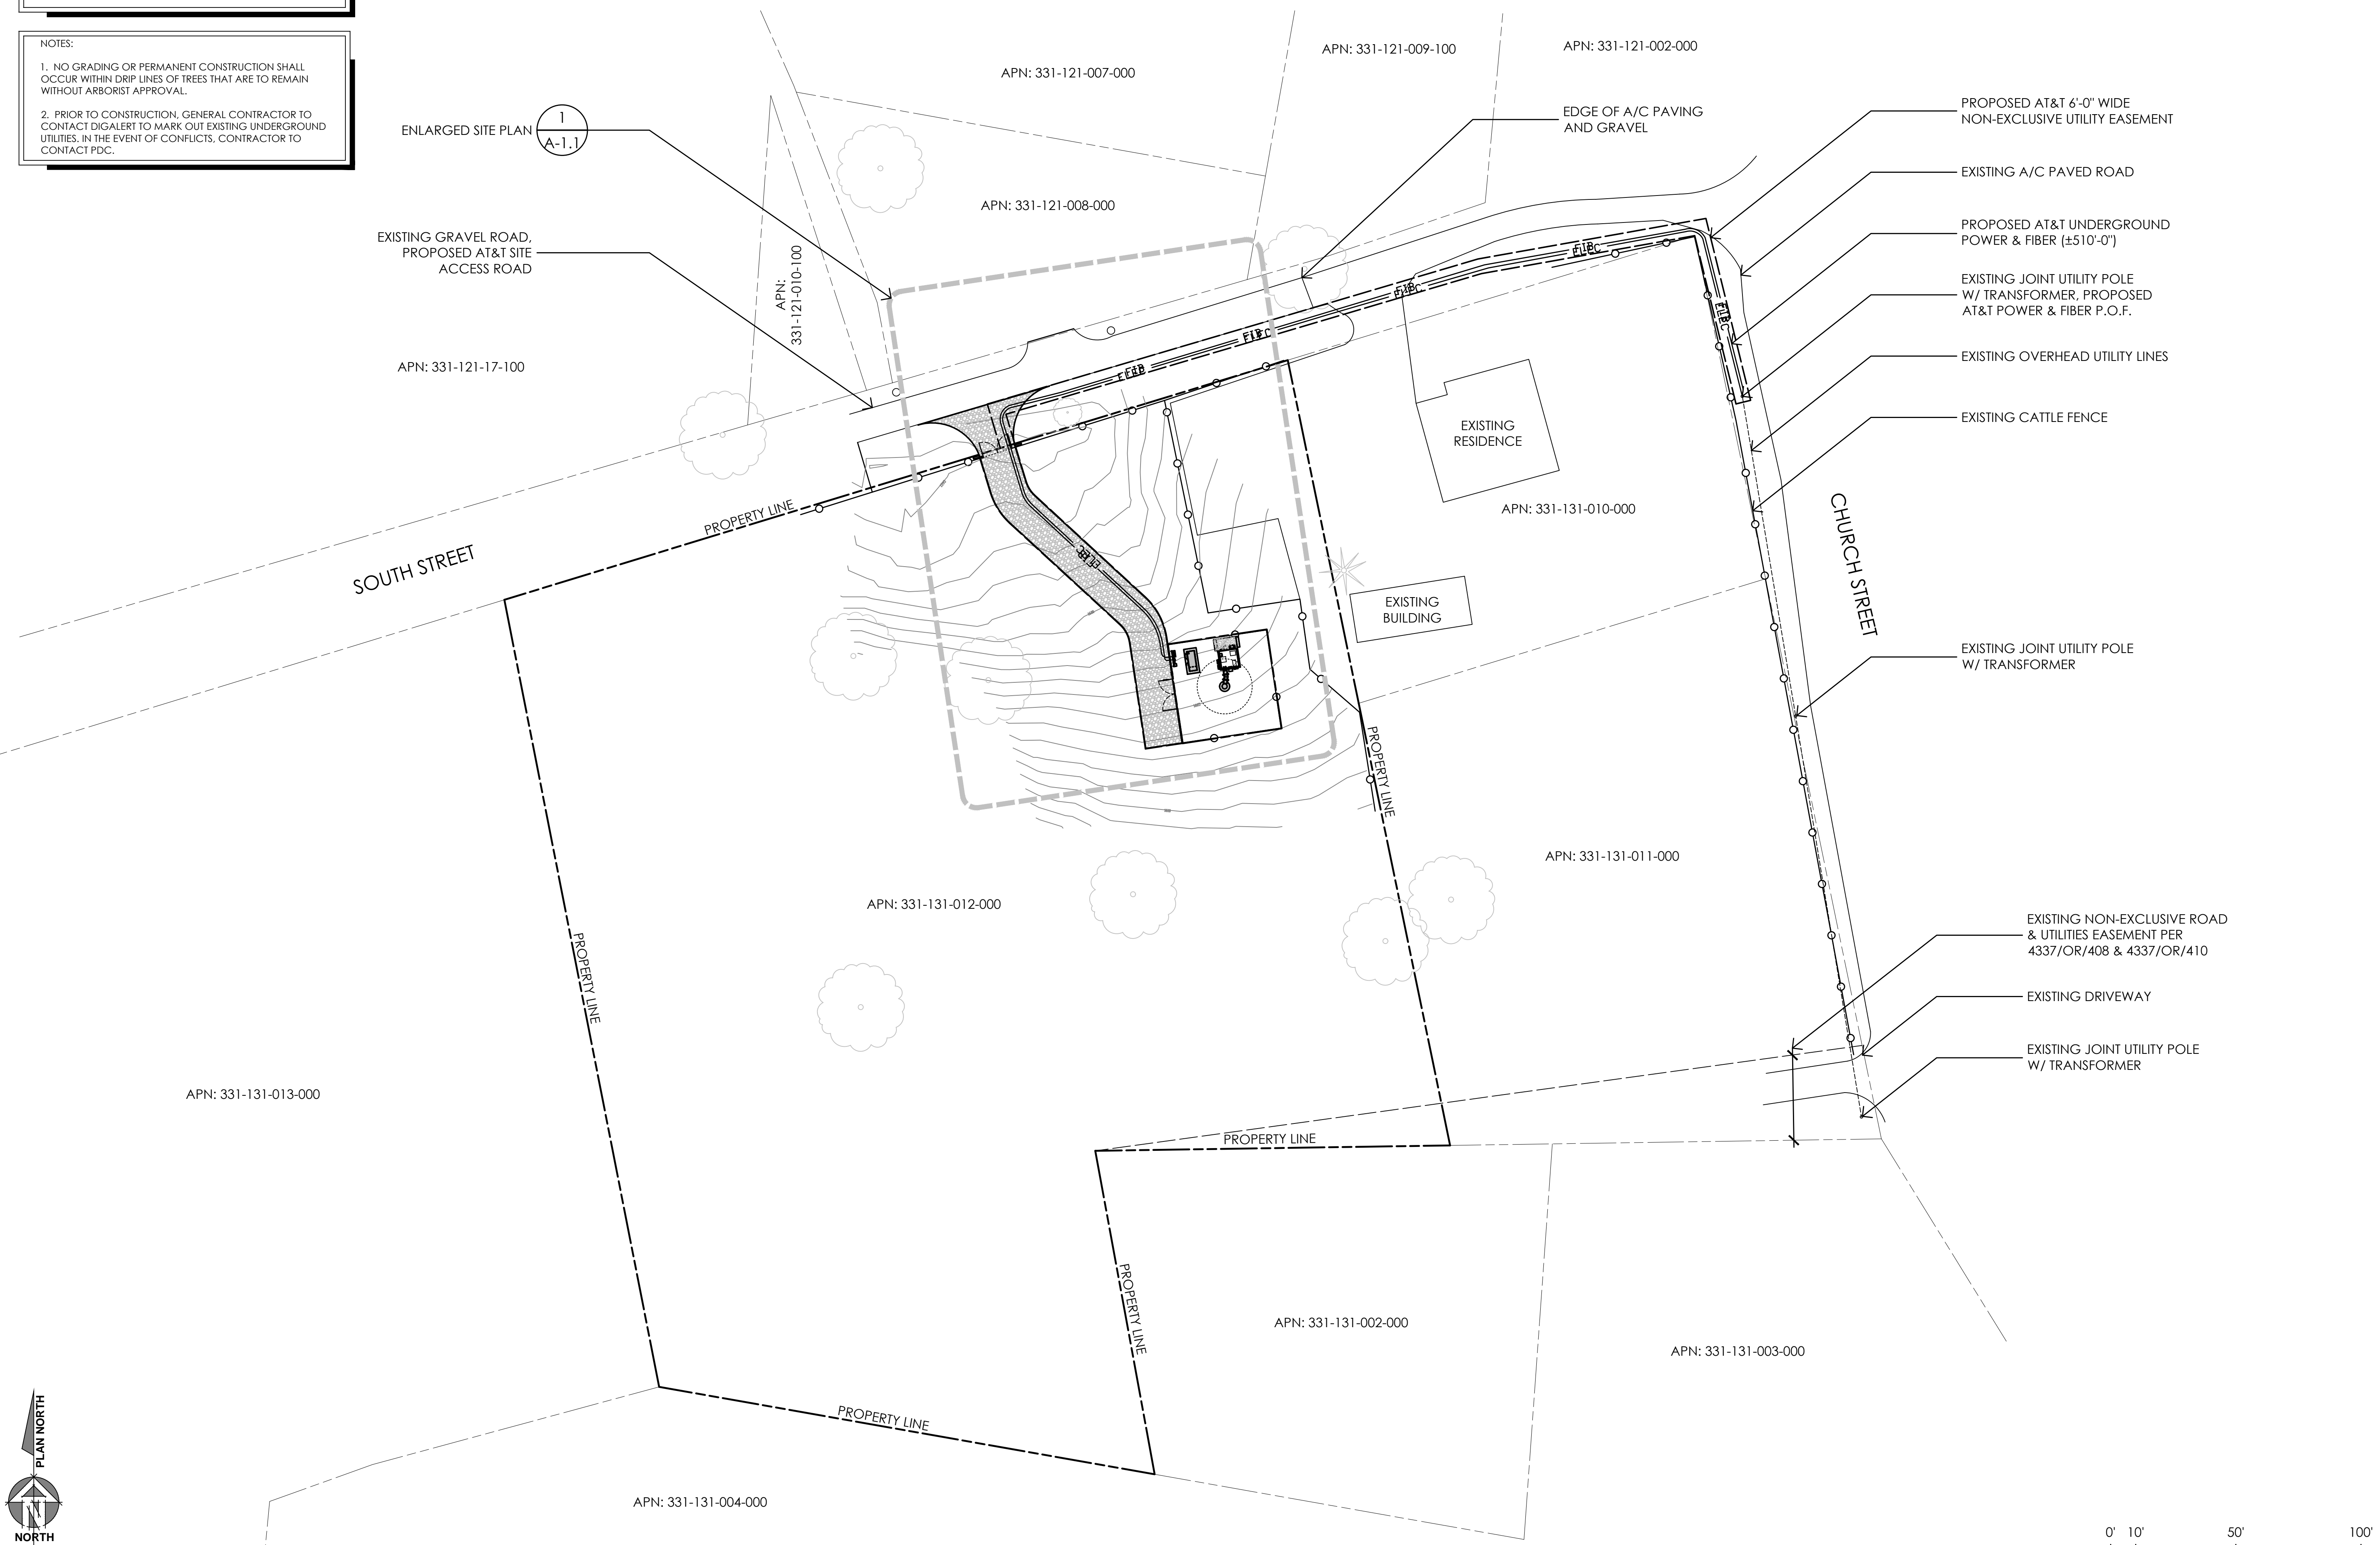 NOTES:
1. NO GRADING OR PERMANENT CONSTRUCTION SHALL
OCCUR WITHIN DRIP LINES OF TREES THAT ARE TO REMAIN
WITHOUT ARBORIST APPROVAL.
2. PRIOR TO CONSTRUCTION, GENERAL CONTRACTOR TO
CONTACT DIGALERT TO MARK OUT EXISTING UNDERGROUND
UTILITIES. IN THE EVENT OF CONFLICTS, CONTRACTOR TO
CONTACT PDC.
ENLARGED SITE PLAN
1
A-1.1
EXISTING GRAVEL ROAD,
PROPOSED AT&T SITE
ACCESS ROAD
APN: 331-121-007-000
APN: 331-121-009-100
APN: 331-121-002-000
APN: 331-121-008-000
APN:
331-121-010-100
APN: 331-121-17-100
EDGE OF A/C PAVING
AND GRAVEL
PROPOSED AT&T 6'-0" WIDE
NON-EXCLUSIVE UTILITY EASEMENT
EXISTING A/C PAVED ROAD
PROPOSED AT&T UNDERGROUND
POWER & FIBER (±510'-0")
EXISTING JOINT UTILITY POLE
W/ TRANSFORMER, PROPOSED
AT&T POWER & FIBER P.O.F.
EXISTING OVERHEAD UTILITY LINES
EXISTING CATTLE FENCE
EXISTING
RESIDENCE
APN: 331-131-010-000
PROPERTY LINE
SOUTH STREET
CHURCH STREET
EXISTING
BUILDING
EXISTING JOINT UTILITY POLE
W/ TRANSFORMER
PROPERTY LINE
APN: 331-131-011-000
APN: 331-131-012-000
PROPERTY LINE
EXISTING NON-EXCLUSIVE ROAD
& UTILITIES EASEMENT PER
4337/OR/408 & 4337/OR/410
EXISTING DRIVEWAY
EXISTING JOINT UTILITY POLE
W/ TRANSFORMER
APN: 331-131-013-000
PROPERTY LINE
PROPERTY LINE
APN: 331-131-002-000
APN: 331-131-003-000
PROPERTY LINE
APN: 331-131-004-000
PLAN NORTH
N
NORTH
0' 10' 50' 100'